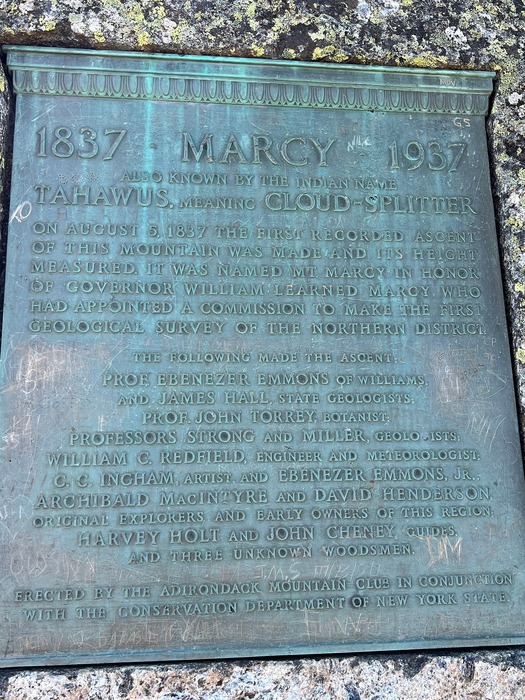 GS
1837 - MARCY - 1937
ALSO KNOWN BY THE INDIAN NAME
TAHAWUS, MEANING CLOUD-SPLITTER
ON AUGUST 5, 1837 THE FIRST RECORDED ASCENT
OF THIS MOUNTAIN WAS MADE AND ITS HEIGHT
MEASURED. IT WAS NAMED MT. MARCY IN HONOR
OF GOVERNOR WILLIAM LEARNED MARCY WHO
HAD APPOINTED A COMMISSION TO MAKE THE FIRST
GEOLOGICAL SURVEY OF THE NORTHERN DISTRICT.
THE FOLLOWING MADE THE ASCENT:
PROF. EBENEZER EMMONS OF WILLIAMS,
AND JAMES HALL, STATE GEOLOGISTS;
PROF. JOHN TORREY, BOTANIST;
PROFESSORS STRONG AND MILLER, GEOLO ISTS;
WILLIAM C. REDFIELD, ENGINEER AND METEOROLOGIST;
C. C. INGHAM, ARTIST, AND EBENEZER EMMONS, JR.,
ARCHIBALD MACINTYRE AND DAVID HENDERSON,
ORIGINAL EXPLORERS AND EARLY OWNERS OF THIS REGION;
HARVEY HOLT AND JOHN CHENEY, GUIDES,
AND THREE UNKNOWN WOODSMEN.
DM
ERECTED BY THE ADIRONDACK MOUNTAIN CLUB IN CONJUNCTION
WITH THE CONSERVATION DEPARTMENT OF NEW YORK STATE